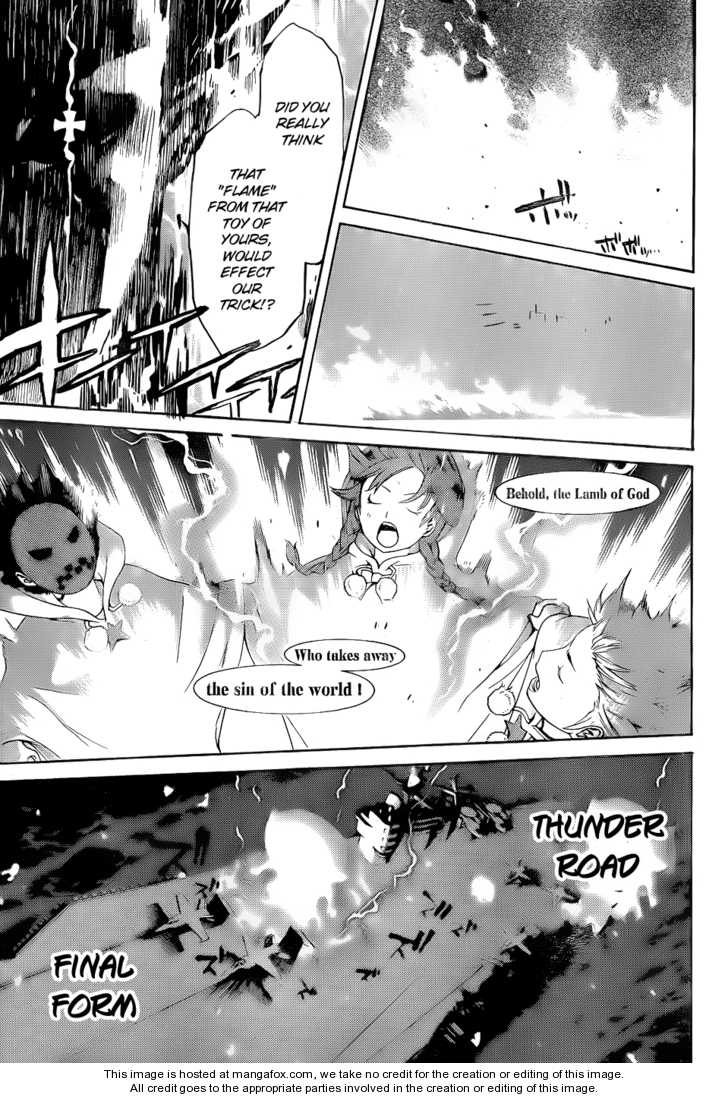 ボ
ボボ...
DID YOU
REALLY
THINK
THAT
"FLAME"
FROM THAT
TOY OF
YOURS,
WOULD
EFFECT
OUR
TRICK!?
Behold, the Lamb of God
Who takes away
the sin of the world !
THUNDER
ROAD
FINAL
FORM
This image is hosted at mangafox.com, we take no credit for the creation or editing of this image.
All credit goes to the appropriate parties involved in the creation or editing of this image.